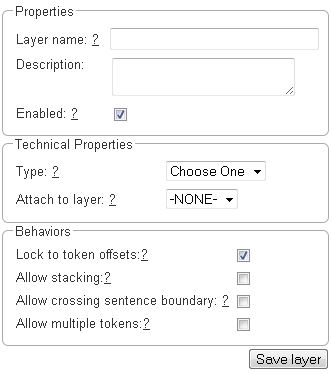 Properties
Layer name: ?
Description:
Enabled: ?
Technical Properties
Type: ? Choose One
Attach to layer: ? -NONE-
Behaviors
Lock to token offsets:?
Allow stacking:?
Allow crossing sentence boundary: ?
Allow multiple tokens:?
Save layer